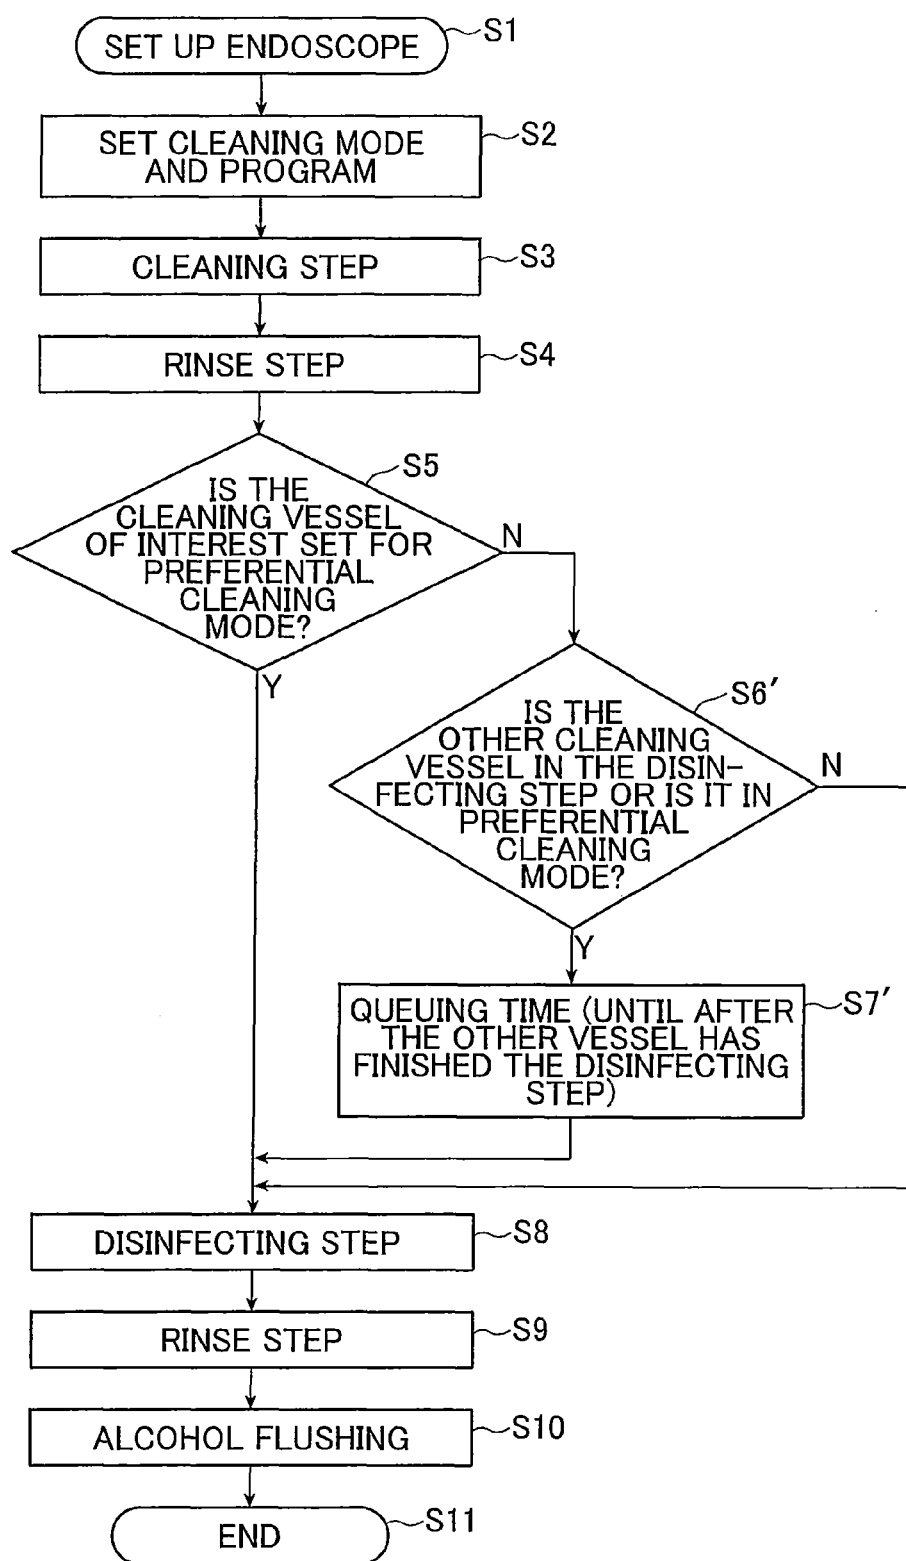 SET UP ENDOSCOPE
S1
SET CLEANING MODE
AND PROGRAM
S2
CLEANING STEP
S3
RINSE STEP
S4
IS THE
CLEANING VESSEL
OF INTEREST SET FOR
PREFERENTIAL
CLEANING
MODE?
S5
N
Y
IS THE
OTHER CLEANING
VESSEL IN THE DISIN-
FECTING STEP OR IS IT IN
PREFERENTIAL
CLEANING
MODE?
S6′
N
Y
QUEUING TIME (UNTIL AFTER
THE OTHER VESSEL HAS
FINISHED THE DISINFECTING
STEP)
S7′
DISINFECTING STEP
S8
RINSE STEP
S9
ALCOHOL FLUSHING
S10
END
S11